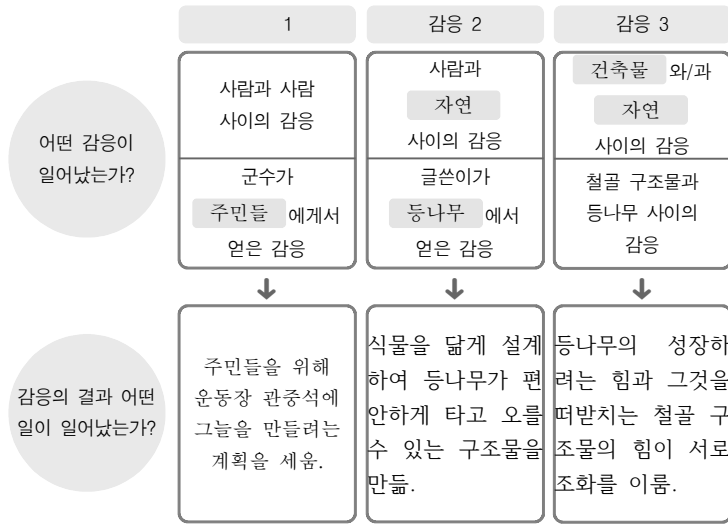 1
감응 2
감응 3
어떤 감응이
일어났는가?
사람과 사람
사이의 감응
사람과
자연
사이의 감응
건축물 와/과
자연
사이의 감응
군수가
주민들 에게서
얻은 감응
글쓴이가
등나무 에서
얻은 감응
철골 구조물과
등나무 사이의
감응
감응의 결과 어떤
일이 일어났는가?
주민들을 위해
운동장 관중석에
그늘을 만들려는
계획을 세움.
식물을 닮게 설계
하여 등나무가 편
안하게 타고 오를
수 있는 구조물을
만듦.
등나무의 성장하
려는 힘과 그것을
떠받치는 철골 구
조물의 힘이 서로
조화를 이룸.